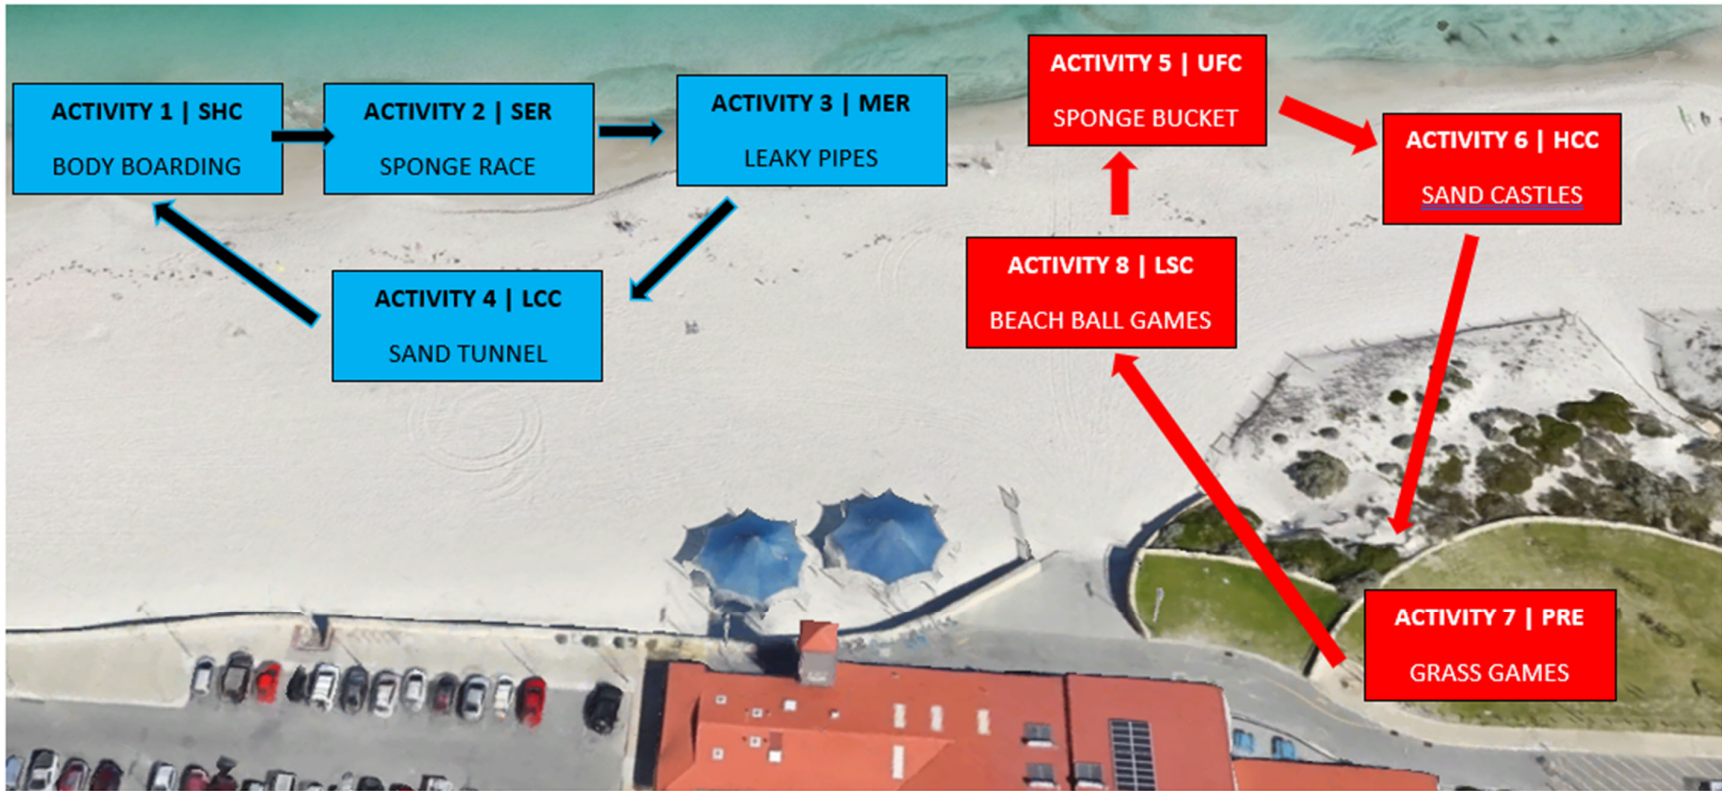 ACTIVITY 1 | SHC
BODY BOARDING
ACTIVITY 2 | SER
SPONGE RACE
ACTIVITY 3 | MER
LEAKY PIPES
ACTIVITY 4 | LCC
SAND TUNNEL
ACTIVITY 5 | UFC
SPONGE BUCKET
ACTIVITY 6 | HCC
SAND CASTLES
ACTIVITY 8 | LSC
BEACH BALL GAMES
ACTIVITY 7 | PRE
GRASS GAMES